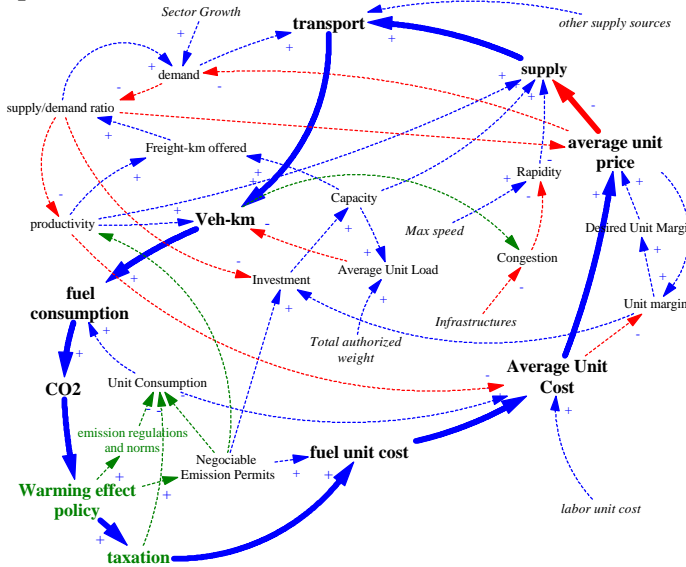 Sector Growth
transport
other supply sources
demand
supply
supply/demand ratio
Freight-km offered
average unit
price
Rapidity
productivity
Veh-km
Capacity
Max speed
Desired Unit Margin
Congestion
Investment
Average Unit Load
fuel
consumption
Unit margin
Infrastructures
Total authorized
weight
CO2
Unit Consumption
Average Unit
Cost
emission regulations
and norms
Negociable
Emission Permits
fuel unit cost
Warming effect
policy
labor unit cost
taxation